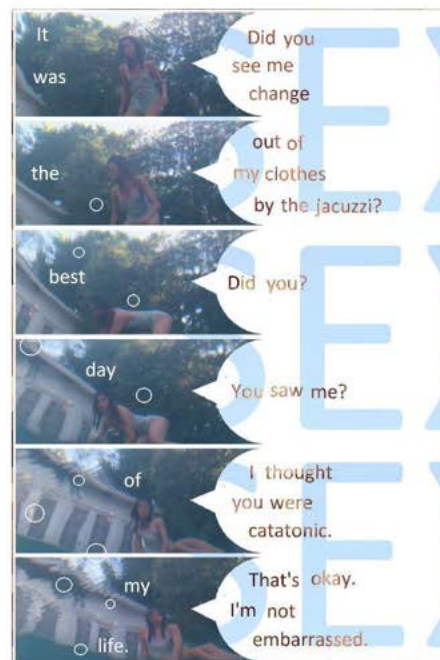 It
was
Did you
see me
change
the
out of
my clothes
by the jacuzzi?
best
Did you?
day
You saw me?
of
I thought
you were
catatonic.
my
life.
That's okay.
I'm not
embarrassed.
SEX
SEX
SEX